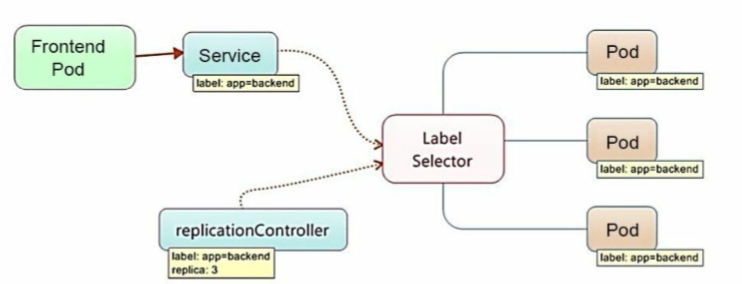 Frontend
Pod
Service
label: app=backend
Pod
label: app=backend
Label
Selector
Pod
label: app=backend
replicationController
label: app=backend
replica: 3
Pod
label: app=backend